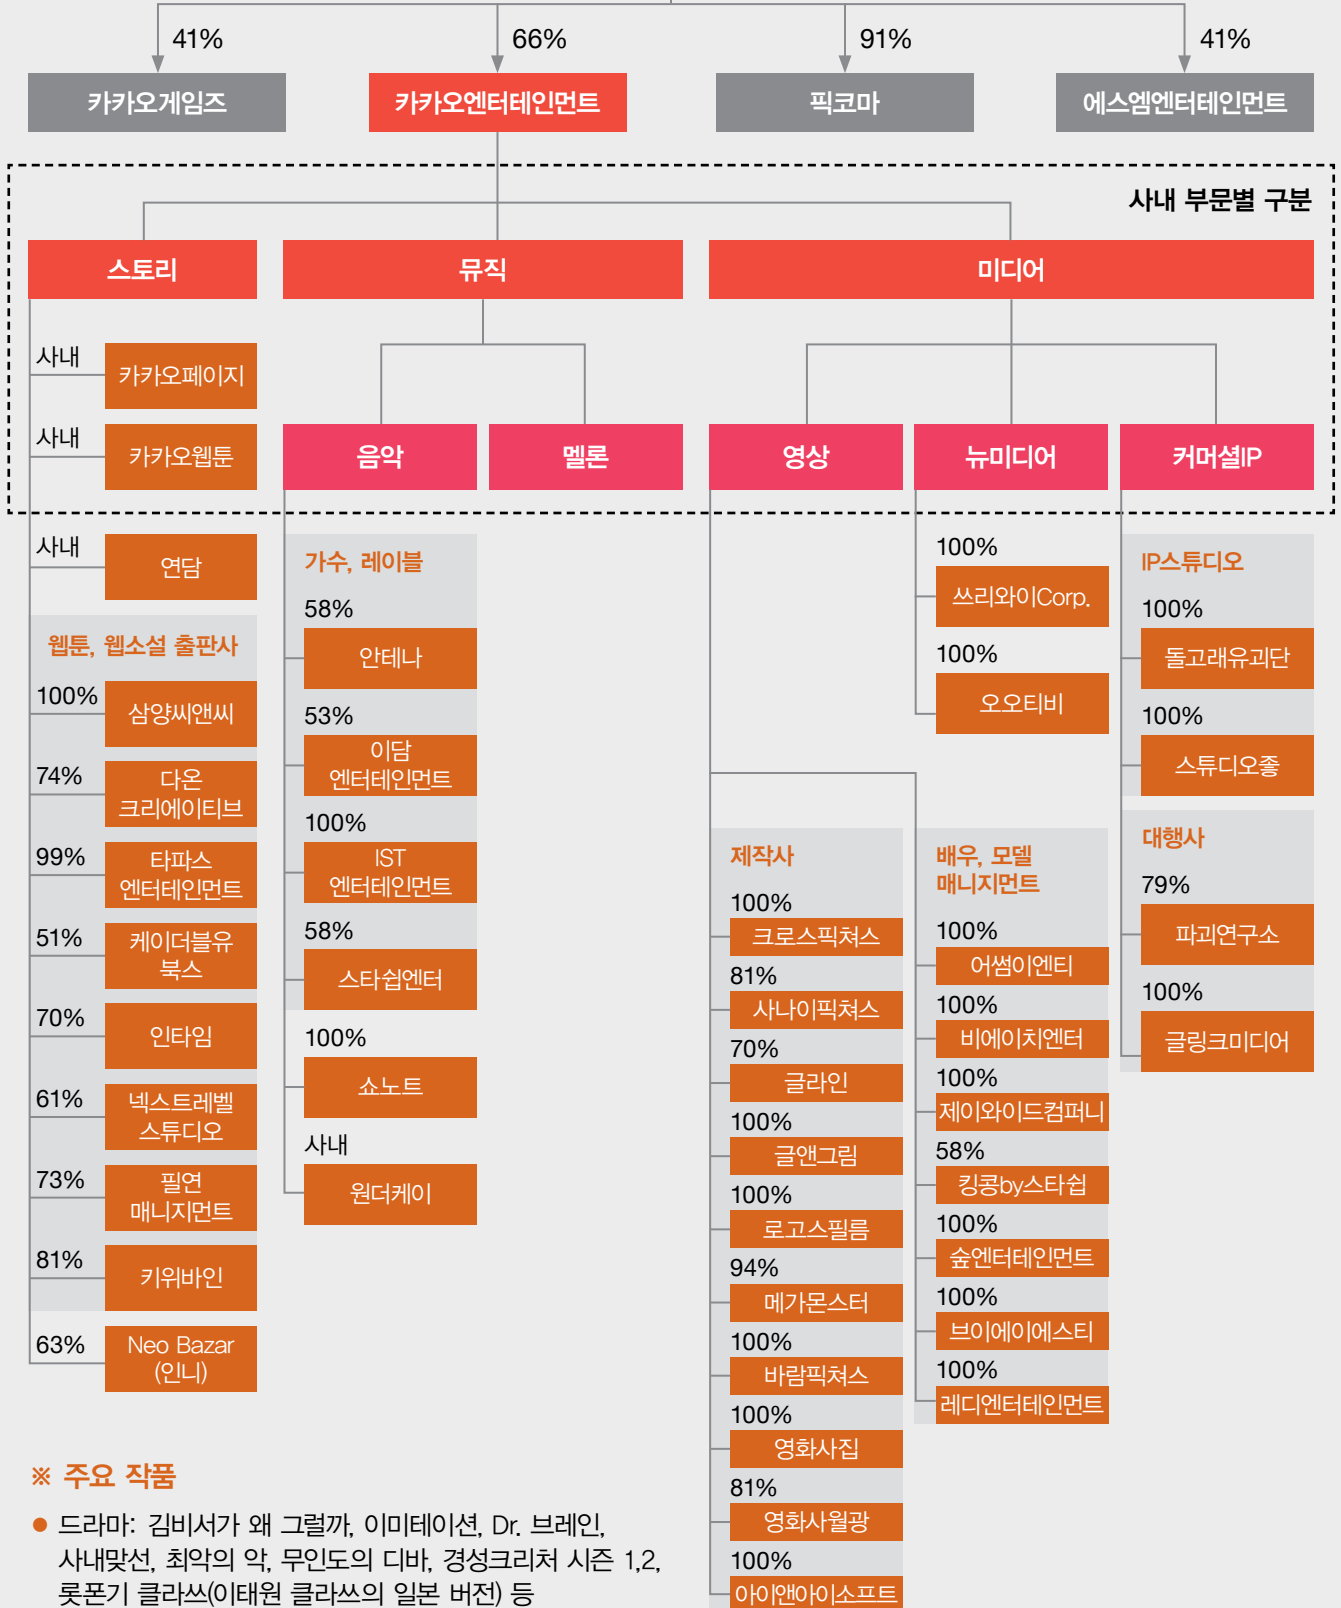 41%
66%
91%
41%
카카오게임즈
카카오엔터테인먼트
픽코마
에스엠엔터테인먼트
사내 부문별 구분
스토리
뮤직
미디어
사내
카카오페이지
사내
카카오웹툰
음악
멜론
영상
뉴미디어
커머셜IP
사내
연담
웹툰, 웹소설 출판사
100%
삼양씨앤씨
74%
다온
크리에이티브
99%
타파스
엔터테인먼트
51%
케이더블유
북스
70%
인타임
61%
넥스트레벨
스튜디오
73%
필연
매니지먼트
81%
키위바인
63%
Neo Bazar
(인니)
가수, 레이블
58%
안테나
53%
이담
엔터테인먼트
100%
IST
엔터테인먼트
58%
스타쉽엔터
100%
쇼노트
사내
원더케이
제작사
100%
크로스픽쳐스
81%
사나이픽쳐스
70%
글라인
100%
글앤그림
100%
로고스필름
94%
메가몬스터
100%
바람픽쳐스
100%
영화사집
81%
영화사월광
100%
아이앤아이소프트
100%
쓰리와이Corp.
100%
오오티비
배우, 모델
매니지먼트
100%
어썸이엔티
100%
비에이치엔터
100%
제이와이드컴퍼니
58%
킹콩by스타쉽
100%
숲엔터테인먼트
100%
브이에이에스티
100%
레디엔터테인먼트
IP스튜디오
100%
돌고래유괴단
100%
스튜디오좋
대행사
79%
파괴연구소
100%
글링크미디어
※ 주요 작품
● 드라마: 김비서가 왜 그럴까, 이미테이션, Dr. 브레인,
사내맞선, 최악의 악, 무인도의 디바, 경성크리처 시즌 1,2,
롯폰기 클라쓰(이태원 클라쓰의 일본 버전) 등